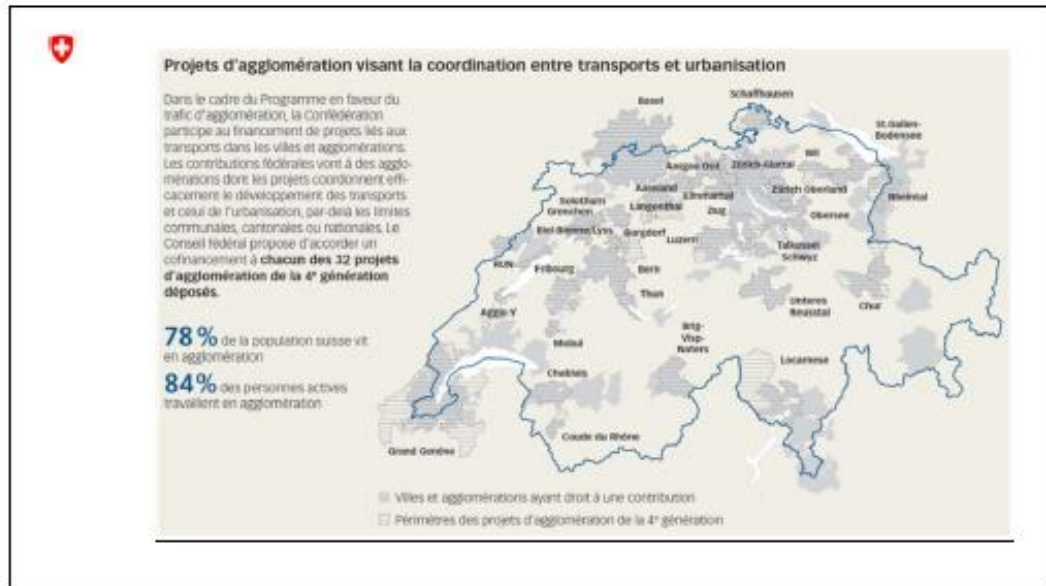 Projets d'agglomération visant la coordination entre transports et urbanisation
Dans le cadre du Programme en faveur du
trafic d'agglomération, la Confédération
participe au financement de projets liés aux
transports dans les villes et agglomérations.
Les contributions fédérales vont à des agglo-
mérations dont les projets coordonnent effi-
cacement le développement des transports
et celui de l'urbanisation, par-delà les limites
communales, cantonales ou nationales. Le
Conseil fédéral propose d'accorder un
cofinancement à chacun des 32 projets
d'agglomération de la 4e génération
déposés.
78 % de la population suisse vit
en agglomération
84% des personnes actives
travaillent en agglomération
Basel
Schaffhausen
St.Gallen-
Bodensee
Wil
Aargau Ost
Zürich-Glattal
Aareland
Limmattal
Zürich Oberland
Rheintal
Solothurn
Grenchen
Langenthal
Zug
Obersee
Biel-Bienne/Lyss
Burgdorf
Luzern
Talkessel
Schwyz
RUN
Fribourg
Bern
Thun
Unteres
Reusstal
Chur
Agglo Y
Mobul
Brig-
Visp-
Naters
Locarnese
Chablais
Coude du Rhône
Grand Genève
Villes et agglomérations ayant droit à une contribution
Périmètres des projets d'agglomération de la 4e génération